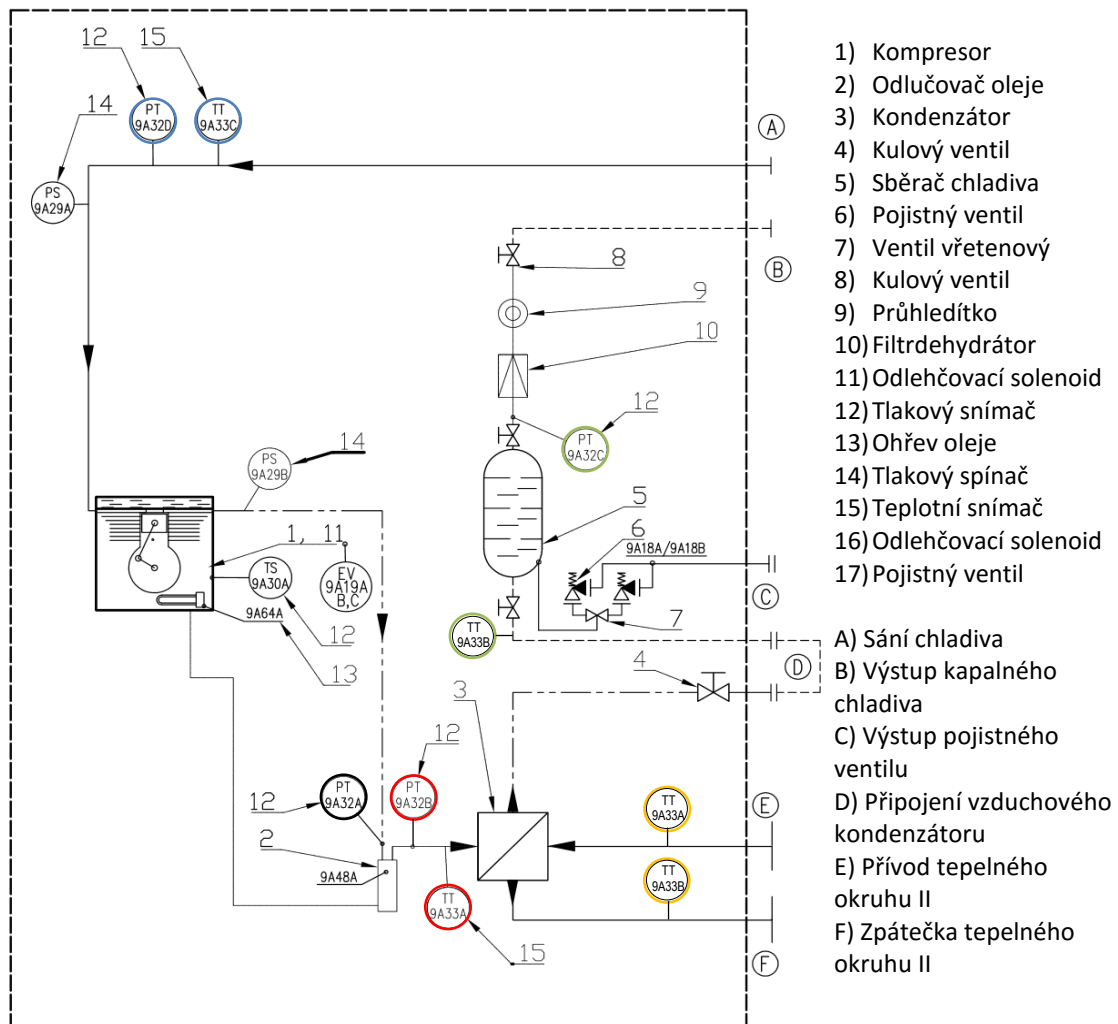 12
15
14
PT
9A32D
TT
9A33C
PS
9A29A
A
B
8
9
10
12
PT
9A32C
14
PS
9A29B
5
6
9A18A/9A18B
1, 11
EV
9A19A
B,C
TS
9A30A
9A64A
12
13
C
7
TT
9A33B
D
4
3
12
PT
9A32A
12
PT
9A32B
2
9A48A
TT
9A33A
15
TT
9A33A
E
TT
9A33B
F
1) Kompresor
2) Odlučovač oleje
3) Kondenzátor
4) Kulový ventil
5) Sběrač chladiva
6) Pojistný ventil
7) Ventil vřetenový
8) Kulový ventil
9) Průhledítko
10) Filtrdehydrátor
11) Odlehčovací solenoid
12) Tlakový snímač
13) Ohřev oleje
14) Tlakový spínač
15) Teplotní snímač
16) Odlehčovací solenoid
17) Pojistný ventil
A) Sání chladiva
B) Výstup kapalného
chladiva
C) Výstup pojistného
ventilu
D) Připojení vzduchového
kondenzátoru
E) Přívod tepelného
okruhu II
F) Zpátečka tepelného
okruhu II